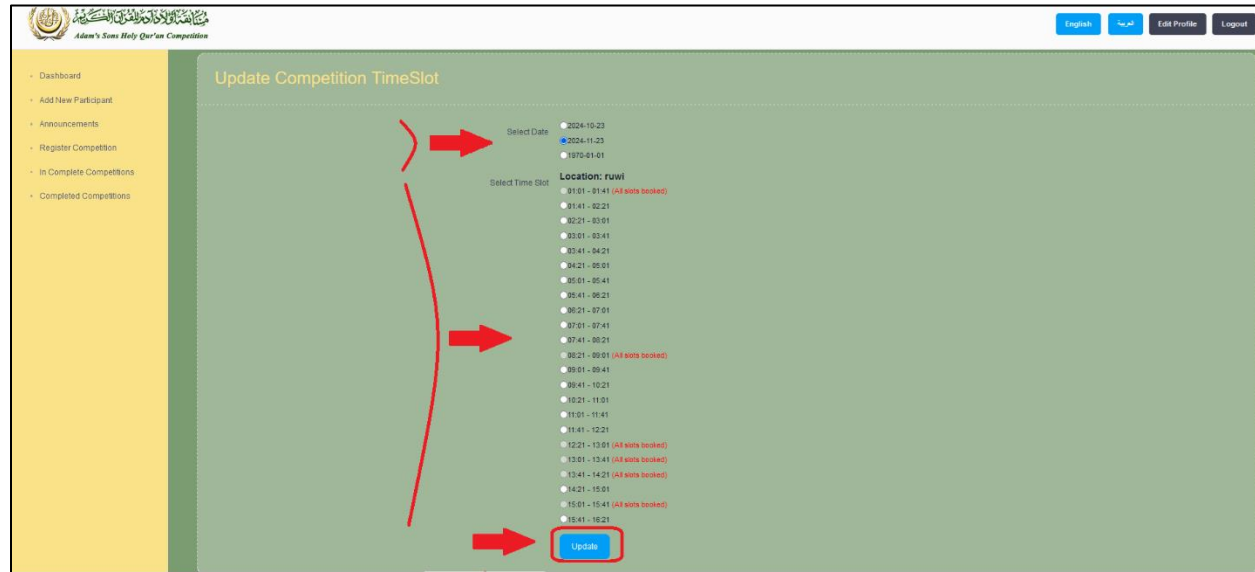 مسابقة أولاد آدم للقرآن الكريم
Adam's Sons Holy Qur'an Competition
English
العربية
Edit Profile
Logout
Dashboard
Add New Participant
Announcements
Register Competition
In Complete Competitions
Completed Competitions
Update Competition TimeSlot
Select Date
2024-10-23
2024-11-23
1970-01-01
Select Time Slot
Location: ruwi
01:01 - 01:41 (All slots booked)
01:41 - 02:21
02:21 - 03:01
03:01 - 03:41
03:41 - 04:21
04:21 - 05:01
05:01 - 05:41
05:41 - 06:21
06:21 - 07:01
07:01 - 07:41
07:41 - 08:21
08:21 - 09:01 (All slots booked)
09:01 - 09:41
09:41 - 10:21
10:21 - 11:01
11:01 - 11:41
11:41 - 12:21
12:21 - 13:01 (All slots booked)
13:01 - 13:41 (All slots booked)
13:41 - 14:21 (All slots booked)
14:21 - 15:01
15:01 - 15:41 (All slots booked)
15:41 - 16:21
Update